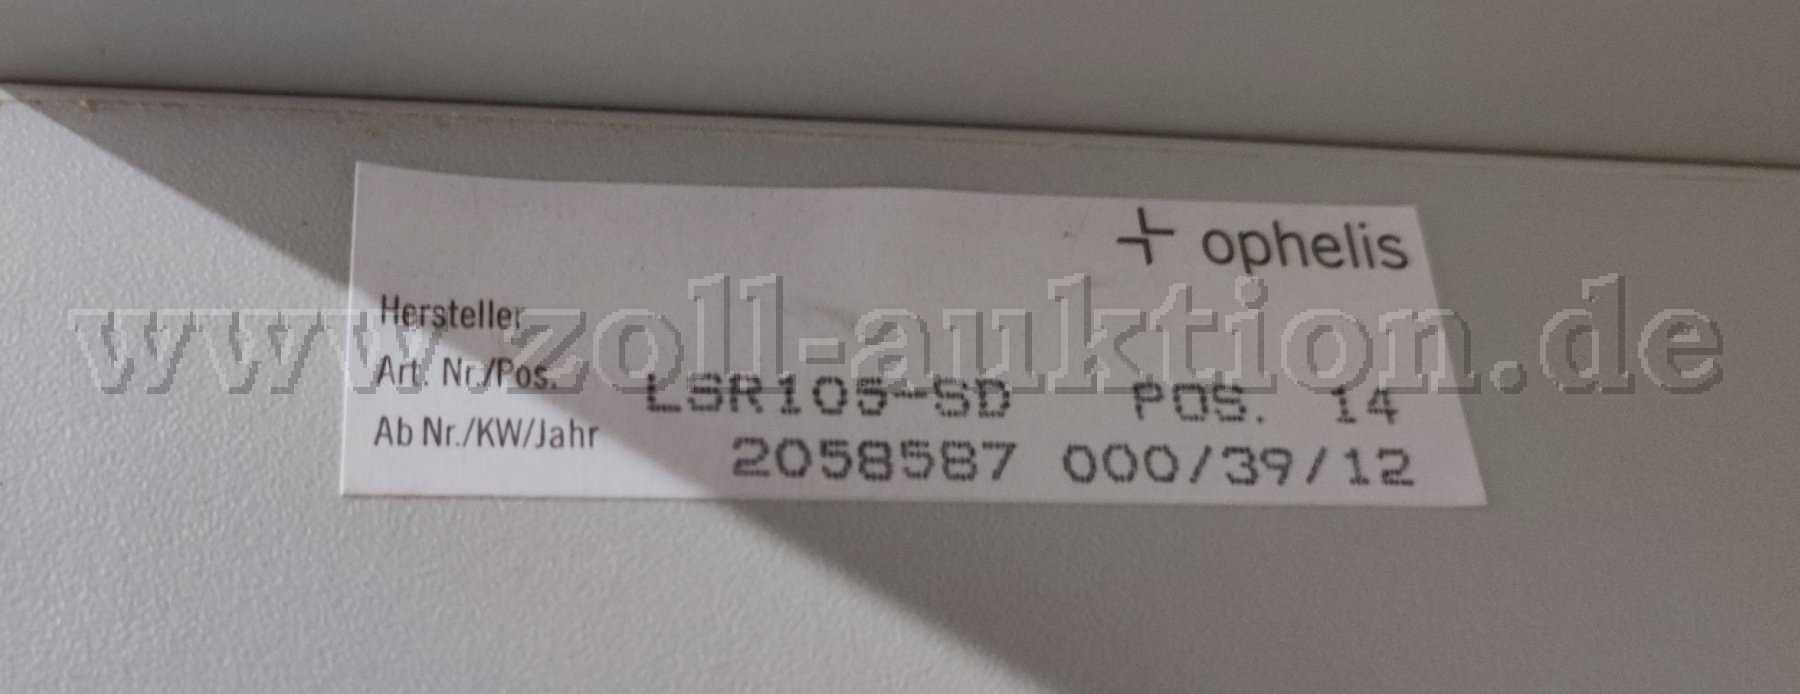 ophelis
Hersteller
www.zoll-auktion.de
Art. Nr./Pos. LSR105-SD POS. 14
Ab Nr./KW/Jahr 2058587 000/39/12